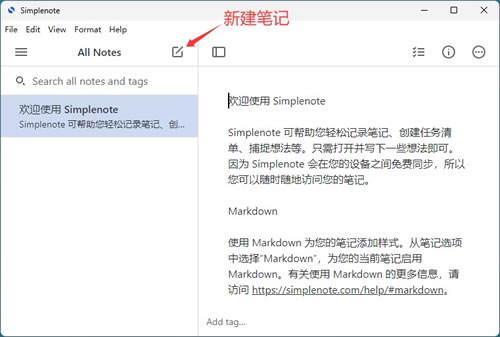 Simplenote
File Edit View Format Help
新建笔记
All Notes
Search all notes and tags
欢迎使用 Simplenote
Simplenote 可帮助您轻松记录笔记、创...
欢迎使用 Simplenote
Simplenote 可帮助您轻松记录笔记、创建任务清
单、捕捉想法等。只需打开并写下一些想法即可。
因为 Simplenote 会在您的设备之间免费同步，所以
您可以随时随地访问您的笔记。
Markdown
使用 Markdown 为您的笔记添加样式。从笔记选项
中选择“Markdown”，为您的当前笔记启用
Markdown。有关使用 Markdown 的更多信息，请
访问 https://simplenote.com/help/#markdown。
Add tag...